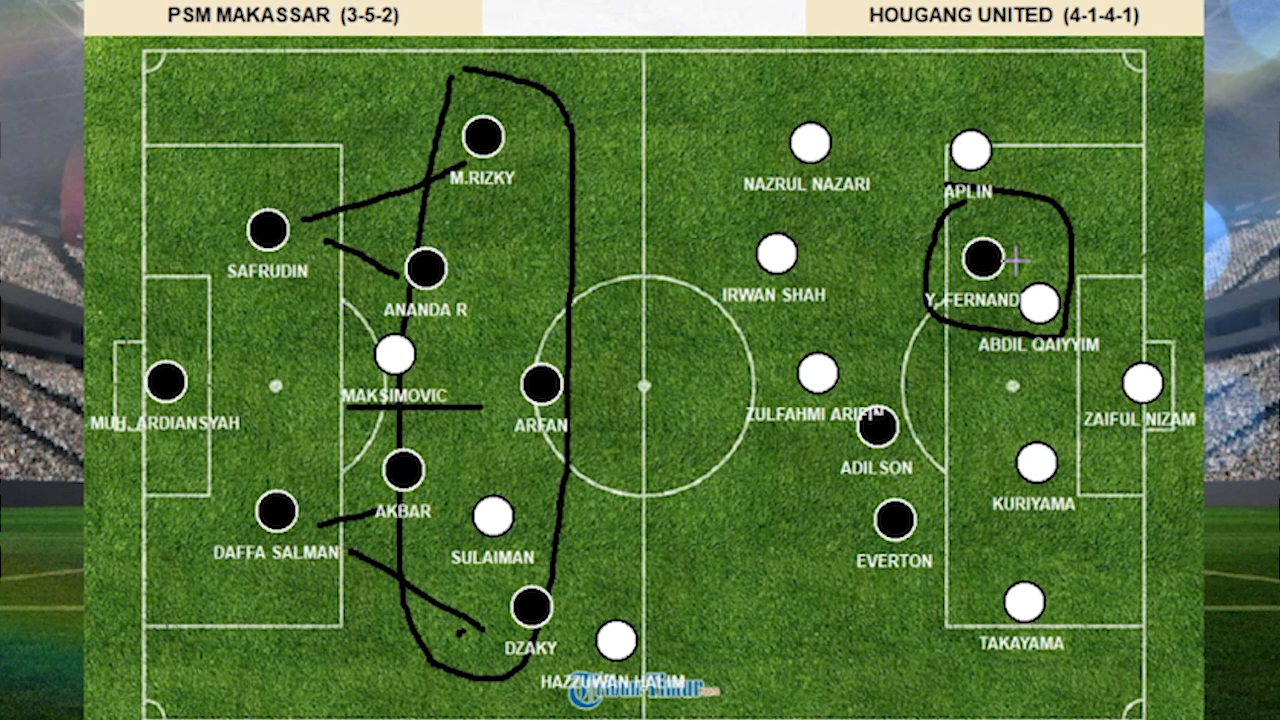 PSM MAKASSAR (3-5-2)
HOUGANG UNITED (4-1-4-1)
M.RIZKY
NAZRUL NAZARI
APLIN
SAFRUDIN
ANANDA R
IRWAN SHAH
Y. FERNAND
ABDIL QAIYYIM
MAKSIMOVIC
MUH. ARDIANSYAH
ARFAN
ZULFAHMI ARIFIN
ZAIFUL NIZAM
ADILSON
AKBAR
KURIYAMA
DAFFA SALMAN
SULAIMAN
EVERTON
DZAKY
TAKAYAMA
HAZZUWAN HALIM